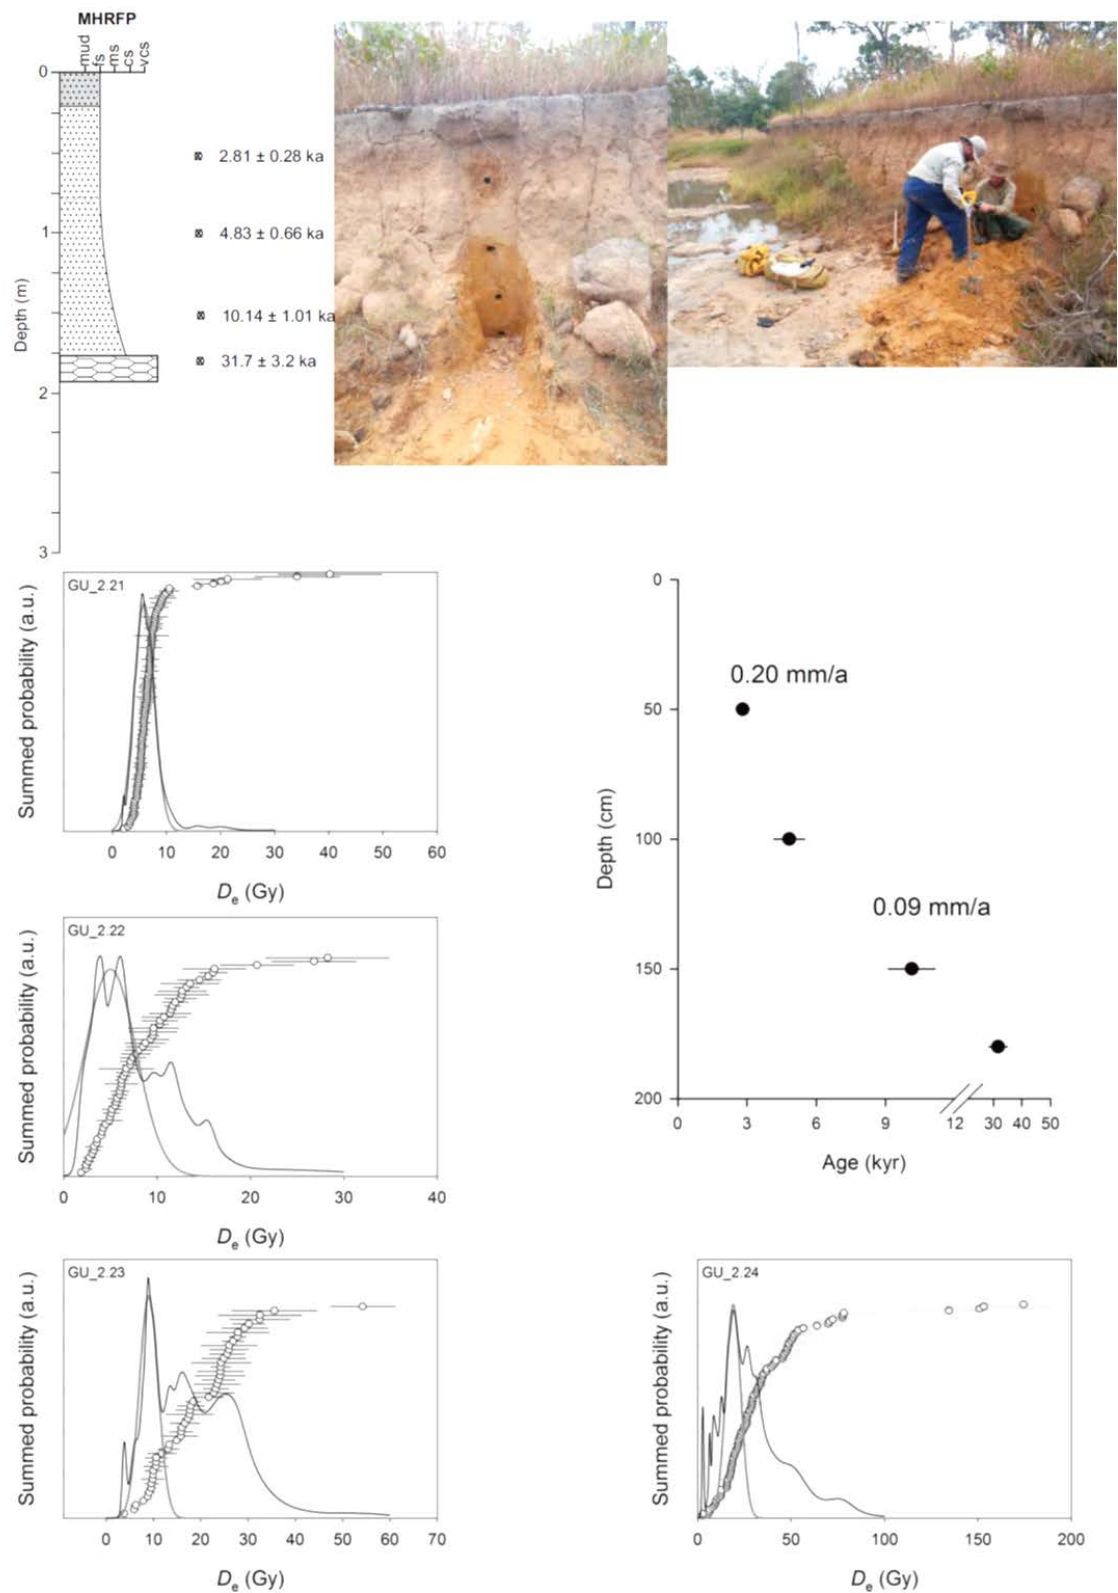 MHRFP
mud
fs
ms
cs
vcs
0
1
2
3
Depth (m)
2.81 ± 0.28 ka
4.83 ± 0.66 ka
10.14 ± 1.01 ka
31.7 ± 3.2 ka
GU_2.21
Summed probability (a.u.)
0 10 20 30 40 50 60
De (Gy)
0
50
100
150
200
Depth (cm)
0.20 mm/a
0.09 mm/a
0 3 6 9 12 30 40 50
Age (kyr)
GU_2.22
Summed probability (a.u.)
0 10 20 30 40
De (Gy)
GU_2.23
Summed probability (a.u.)
0 10 20 30 40 50 60 70
De (Gy)
GU_2.24
Summed probability (a.u.)
0 50 100 150 200
De (Gy)